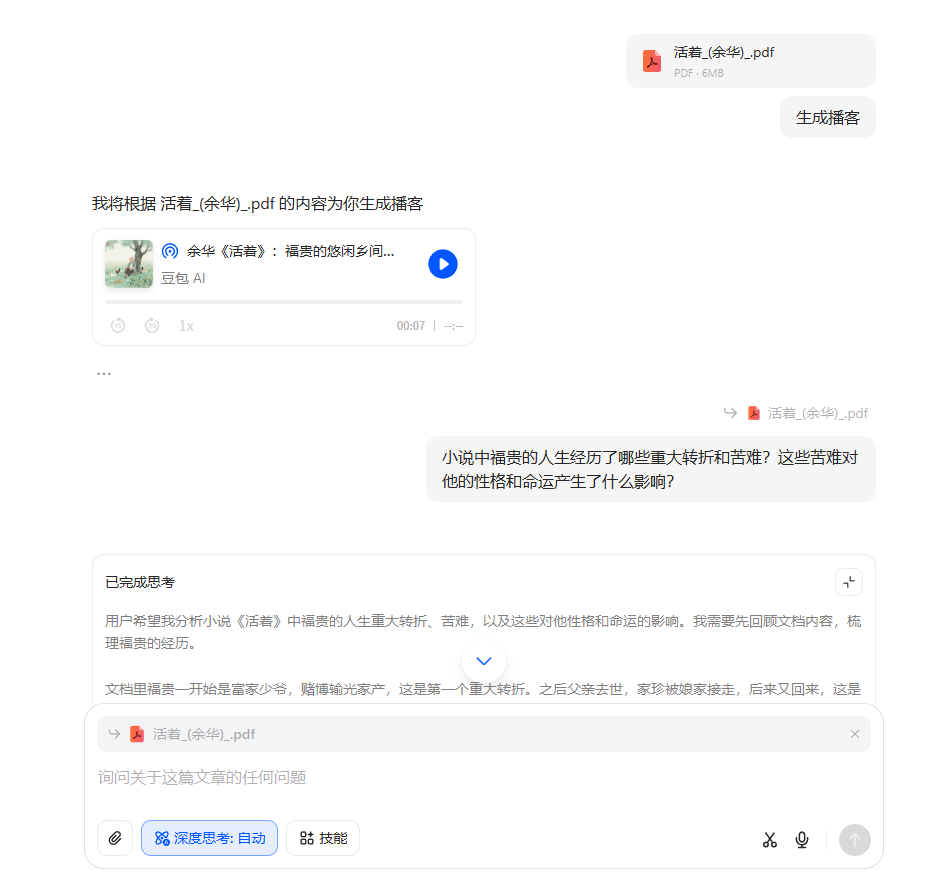 活着_(余华)_.pdf
PDF · 6MB
生成播客
我将根据 活着_(余华)_.pdf 的内容为你生成播客
余华《活着》：福贵的悠闲乡间...
豆包 AI
15 30 1x 00:07 | --:--
...
活着_(余华)_.pdf
小说中福贵的人生经历了哪些重大转折和苦难？这些苦难对
他的性格和命运产生了什么影响？
已完成思考
用户希望我分析小说《活着》中福贵的人生重大转折、苦难，以及这些对他性格和命运的影响。我需要先回顾文档内容，梳
理福贵的经历。
文档里福贵一开始是富家少爷，赌博输光家产，这是第一个重大转折。之后父亲去世，家珍被娘家接走，后来又回来，这是
活着_(余华)_.pdf
询问关于这篇文章的任何问题
深度思考: 自动 技能